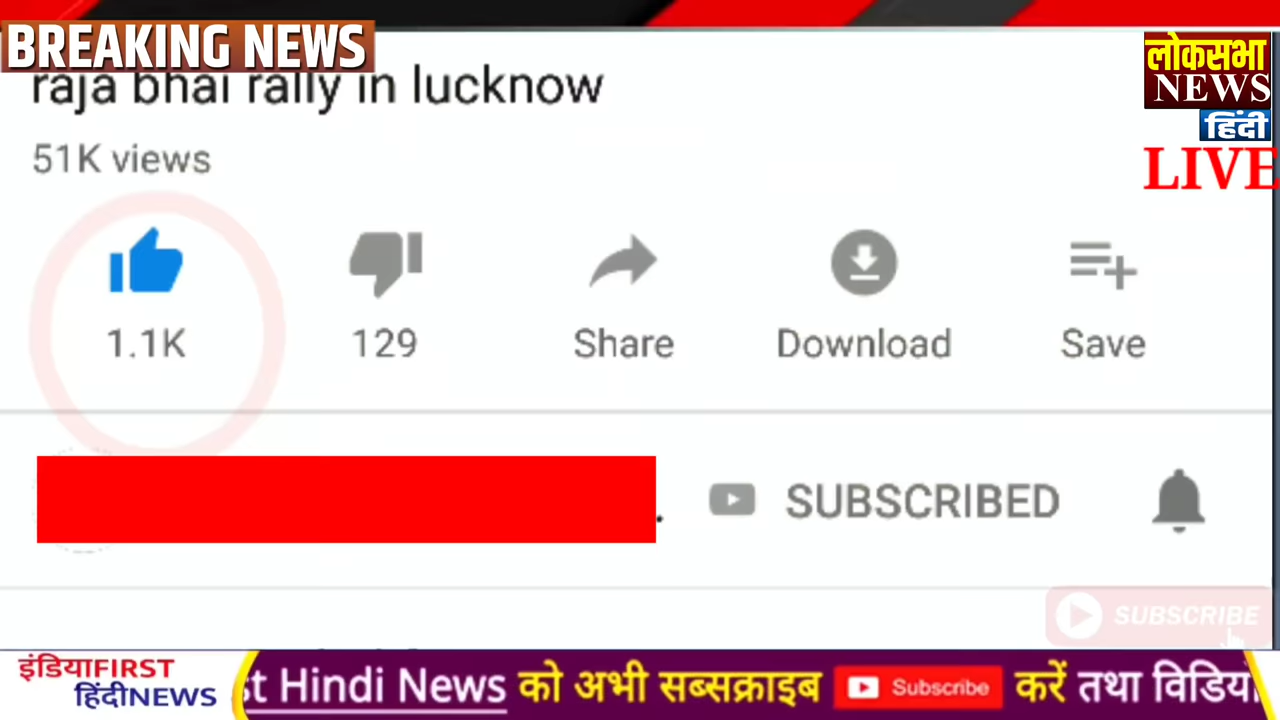 BREAKING NEWS
raja bhai rally in lucknow
51K views
1.1K
129
Share
Download
Save
SUBSCRIBED
SUBSCRIBE
लोकसभा
NEWS
हिंदी
LIVE
इंडियाFIRST
हिंदीNEWS
st Hindi News को अभी सब्सक्राइब Subscribe करें तथा विडियो